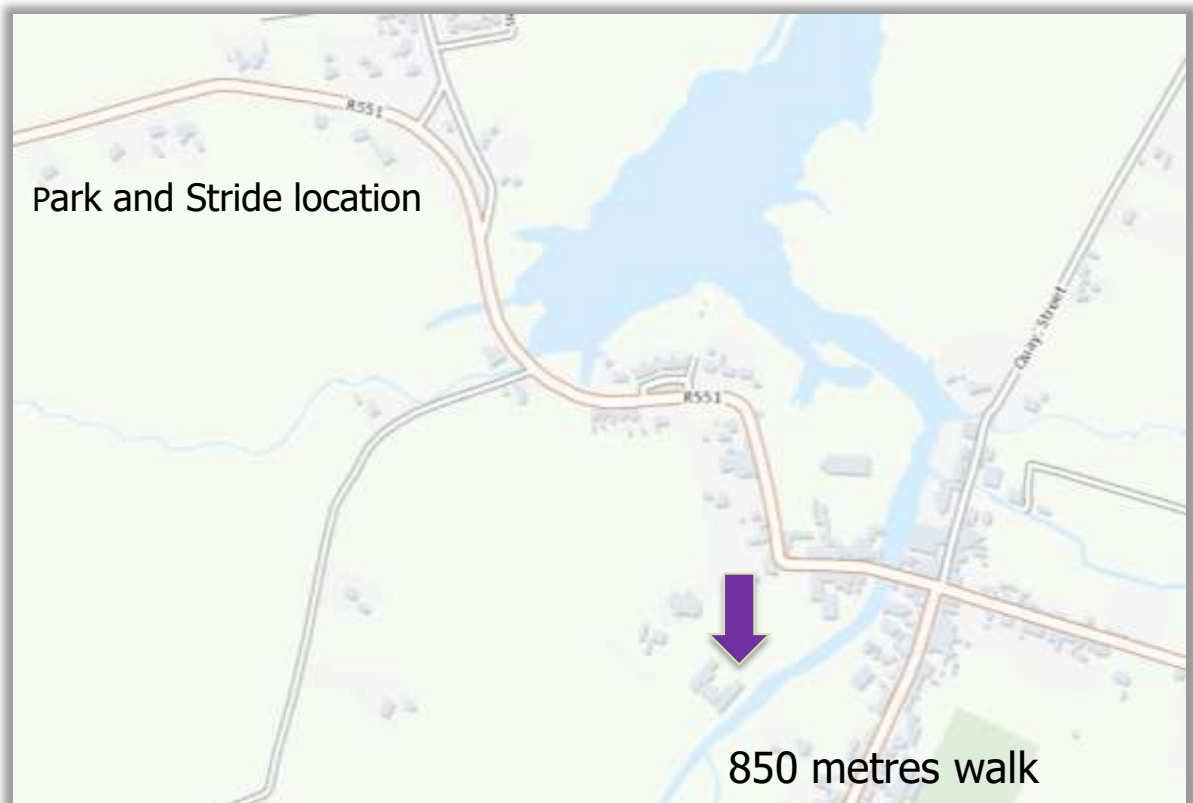 R551
Park and Stride location
Quay Street
R551
850 metres walk